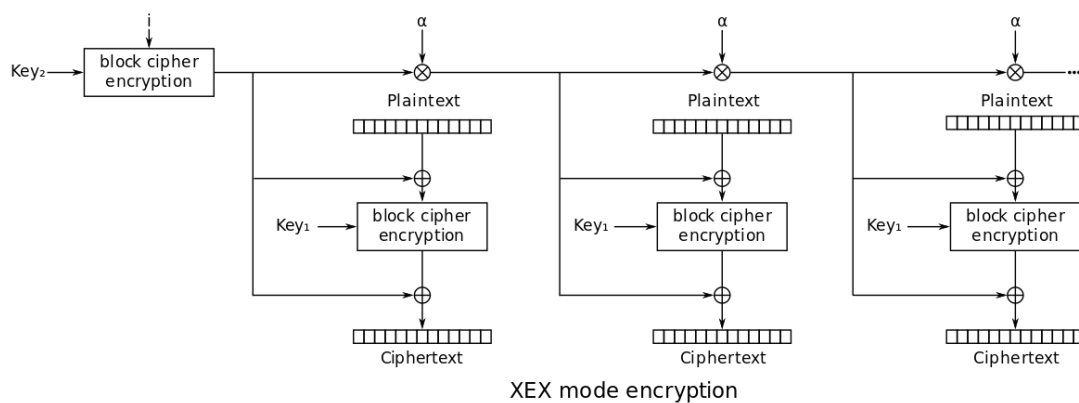 i
α
α
α
Key₂
block cipher
encryption
...
Plaintext
Plaintext
Plaintext
Key₁
block cipher
encryption
Key₁
block cipher
encryption
Key₁
block cipher
encryption
Ciphertext
Ciphertext
Ciphertext
XEX mode encryption